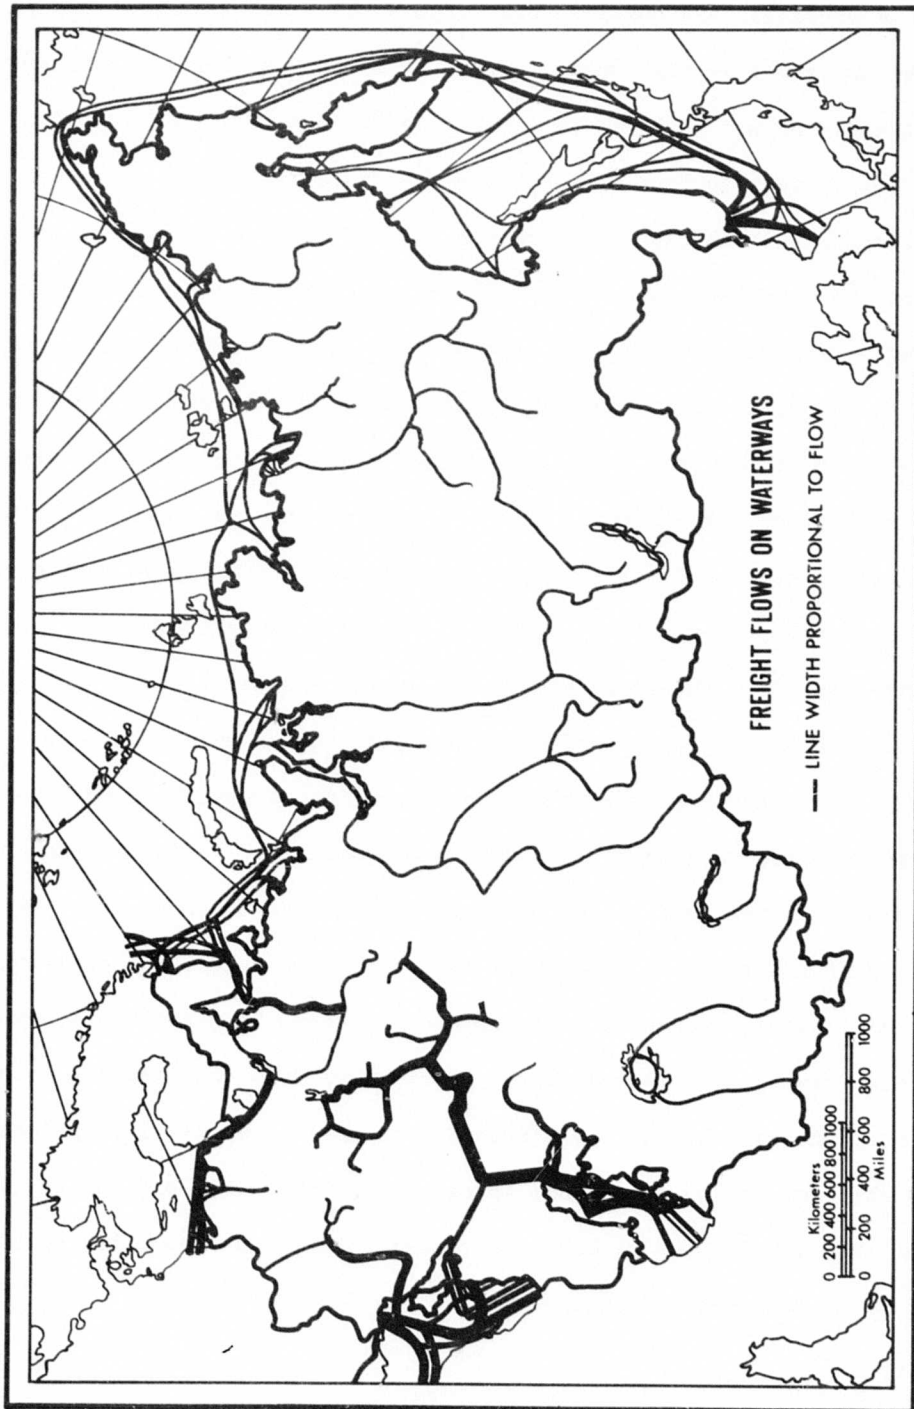 FREIGHT FLOWS ON WATERWAYS
LINE WIDTH PROPORTIONAL TO FLOW
Kilometers
0 200 400 600 800 1000
0 200 400 600 800 1000
Miles